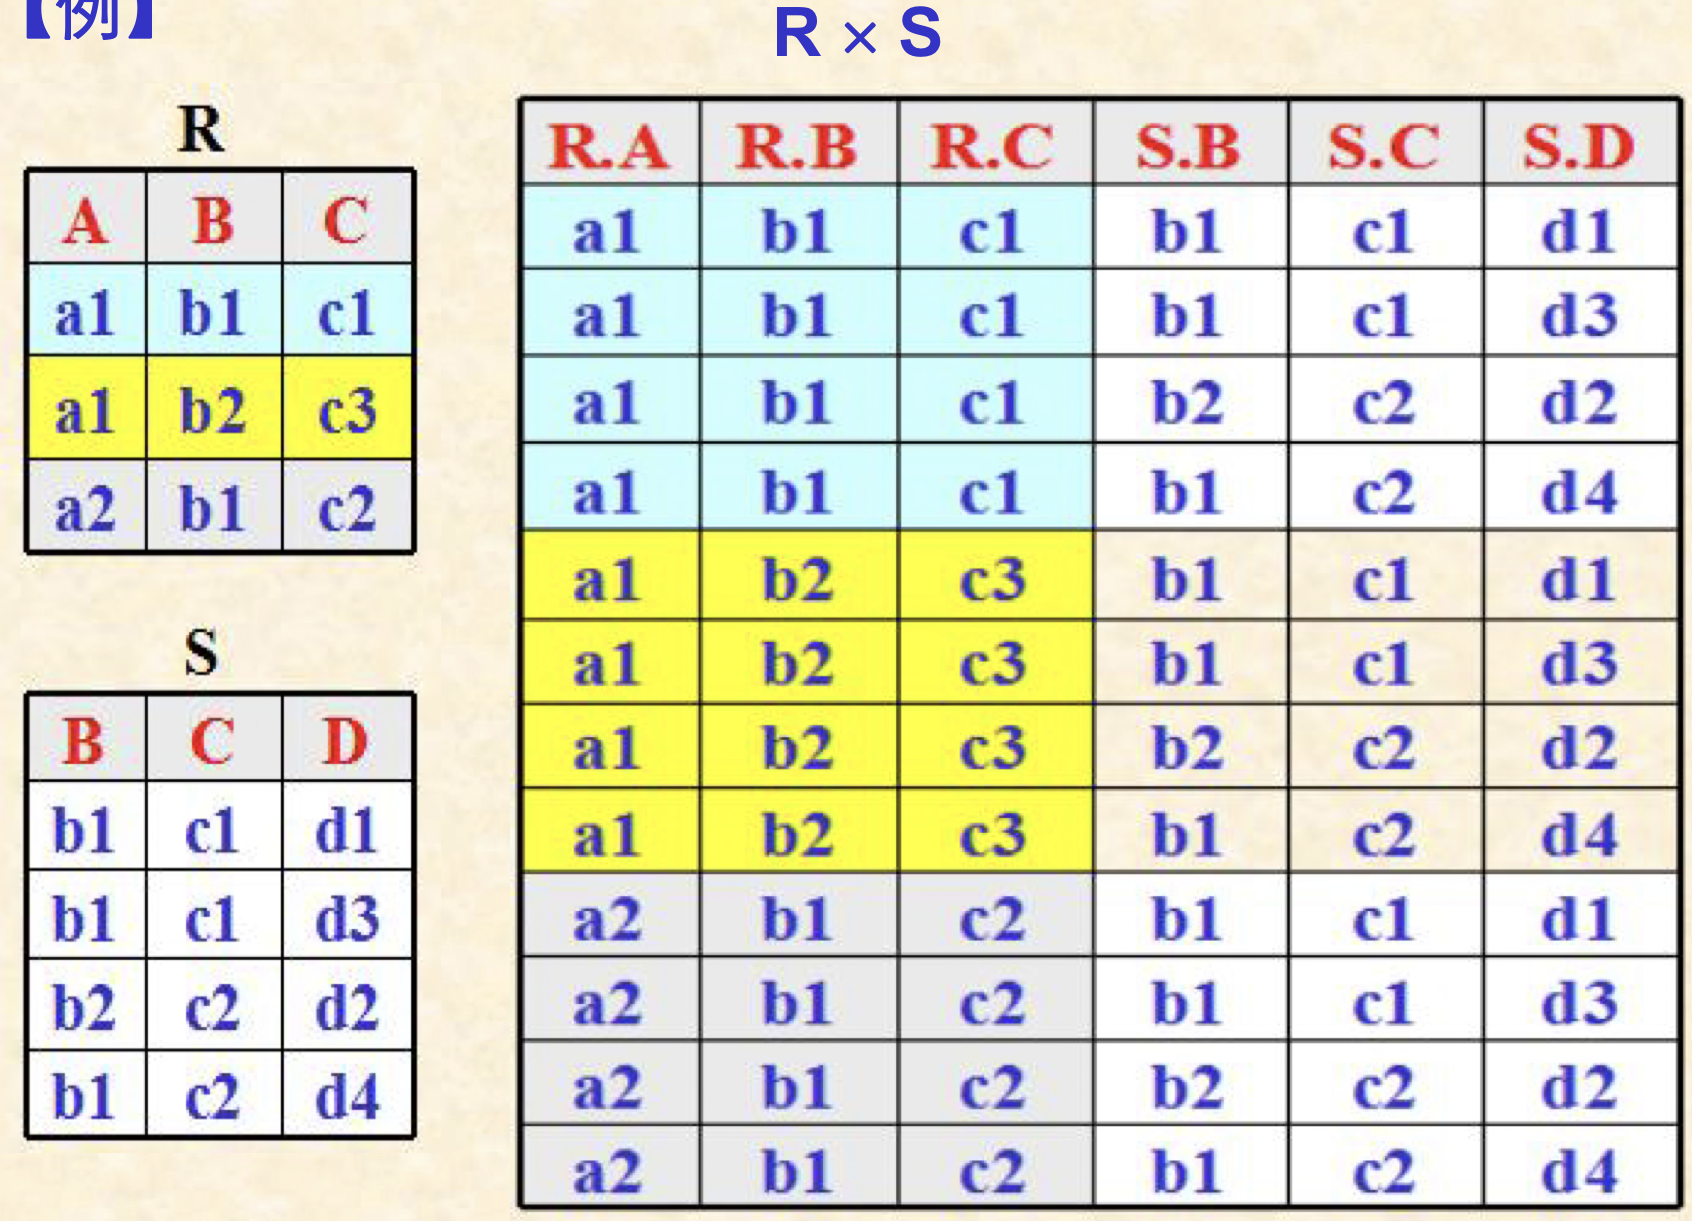 【例】
R × S
R
A B C
a1 b1 c1
a1 b2 c3
a2 b1 c2
S
B C D
b1 c1 d1
b1 c1 d3
b2 c2 d2
b1 c2 d4
R.A R.B R.C S.B S.C S.D
a1 b1 c1 b1 c1 d1
a1 b1 c1 b1 c1 d3
a1 b1 c1 b2 c2 d2
a1 b1 c1 b1 c2 d4
a1 b2 c3 b1 c1 d1
a1 b2 c3 b1 c1 d3
a1 b2 c3 b2 c2 d2
a1 b2 c3 b1 c2 d4
a2 b1 c2 b1 c1 d1
a2 b1 c2 b1 c1 d3
a2 b1 c2 b2 c2 d2
a2 b1 c2 b1 c2 d4